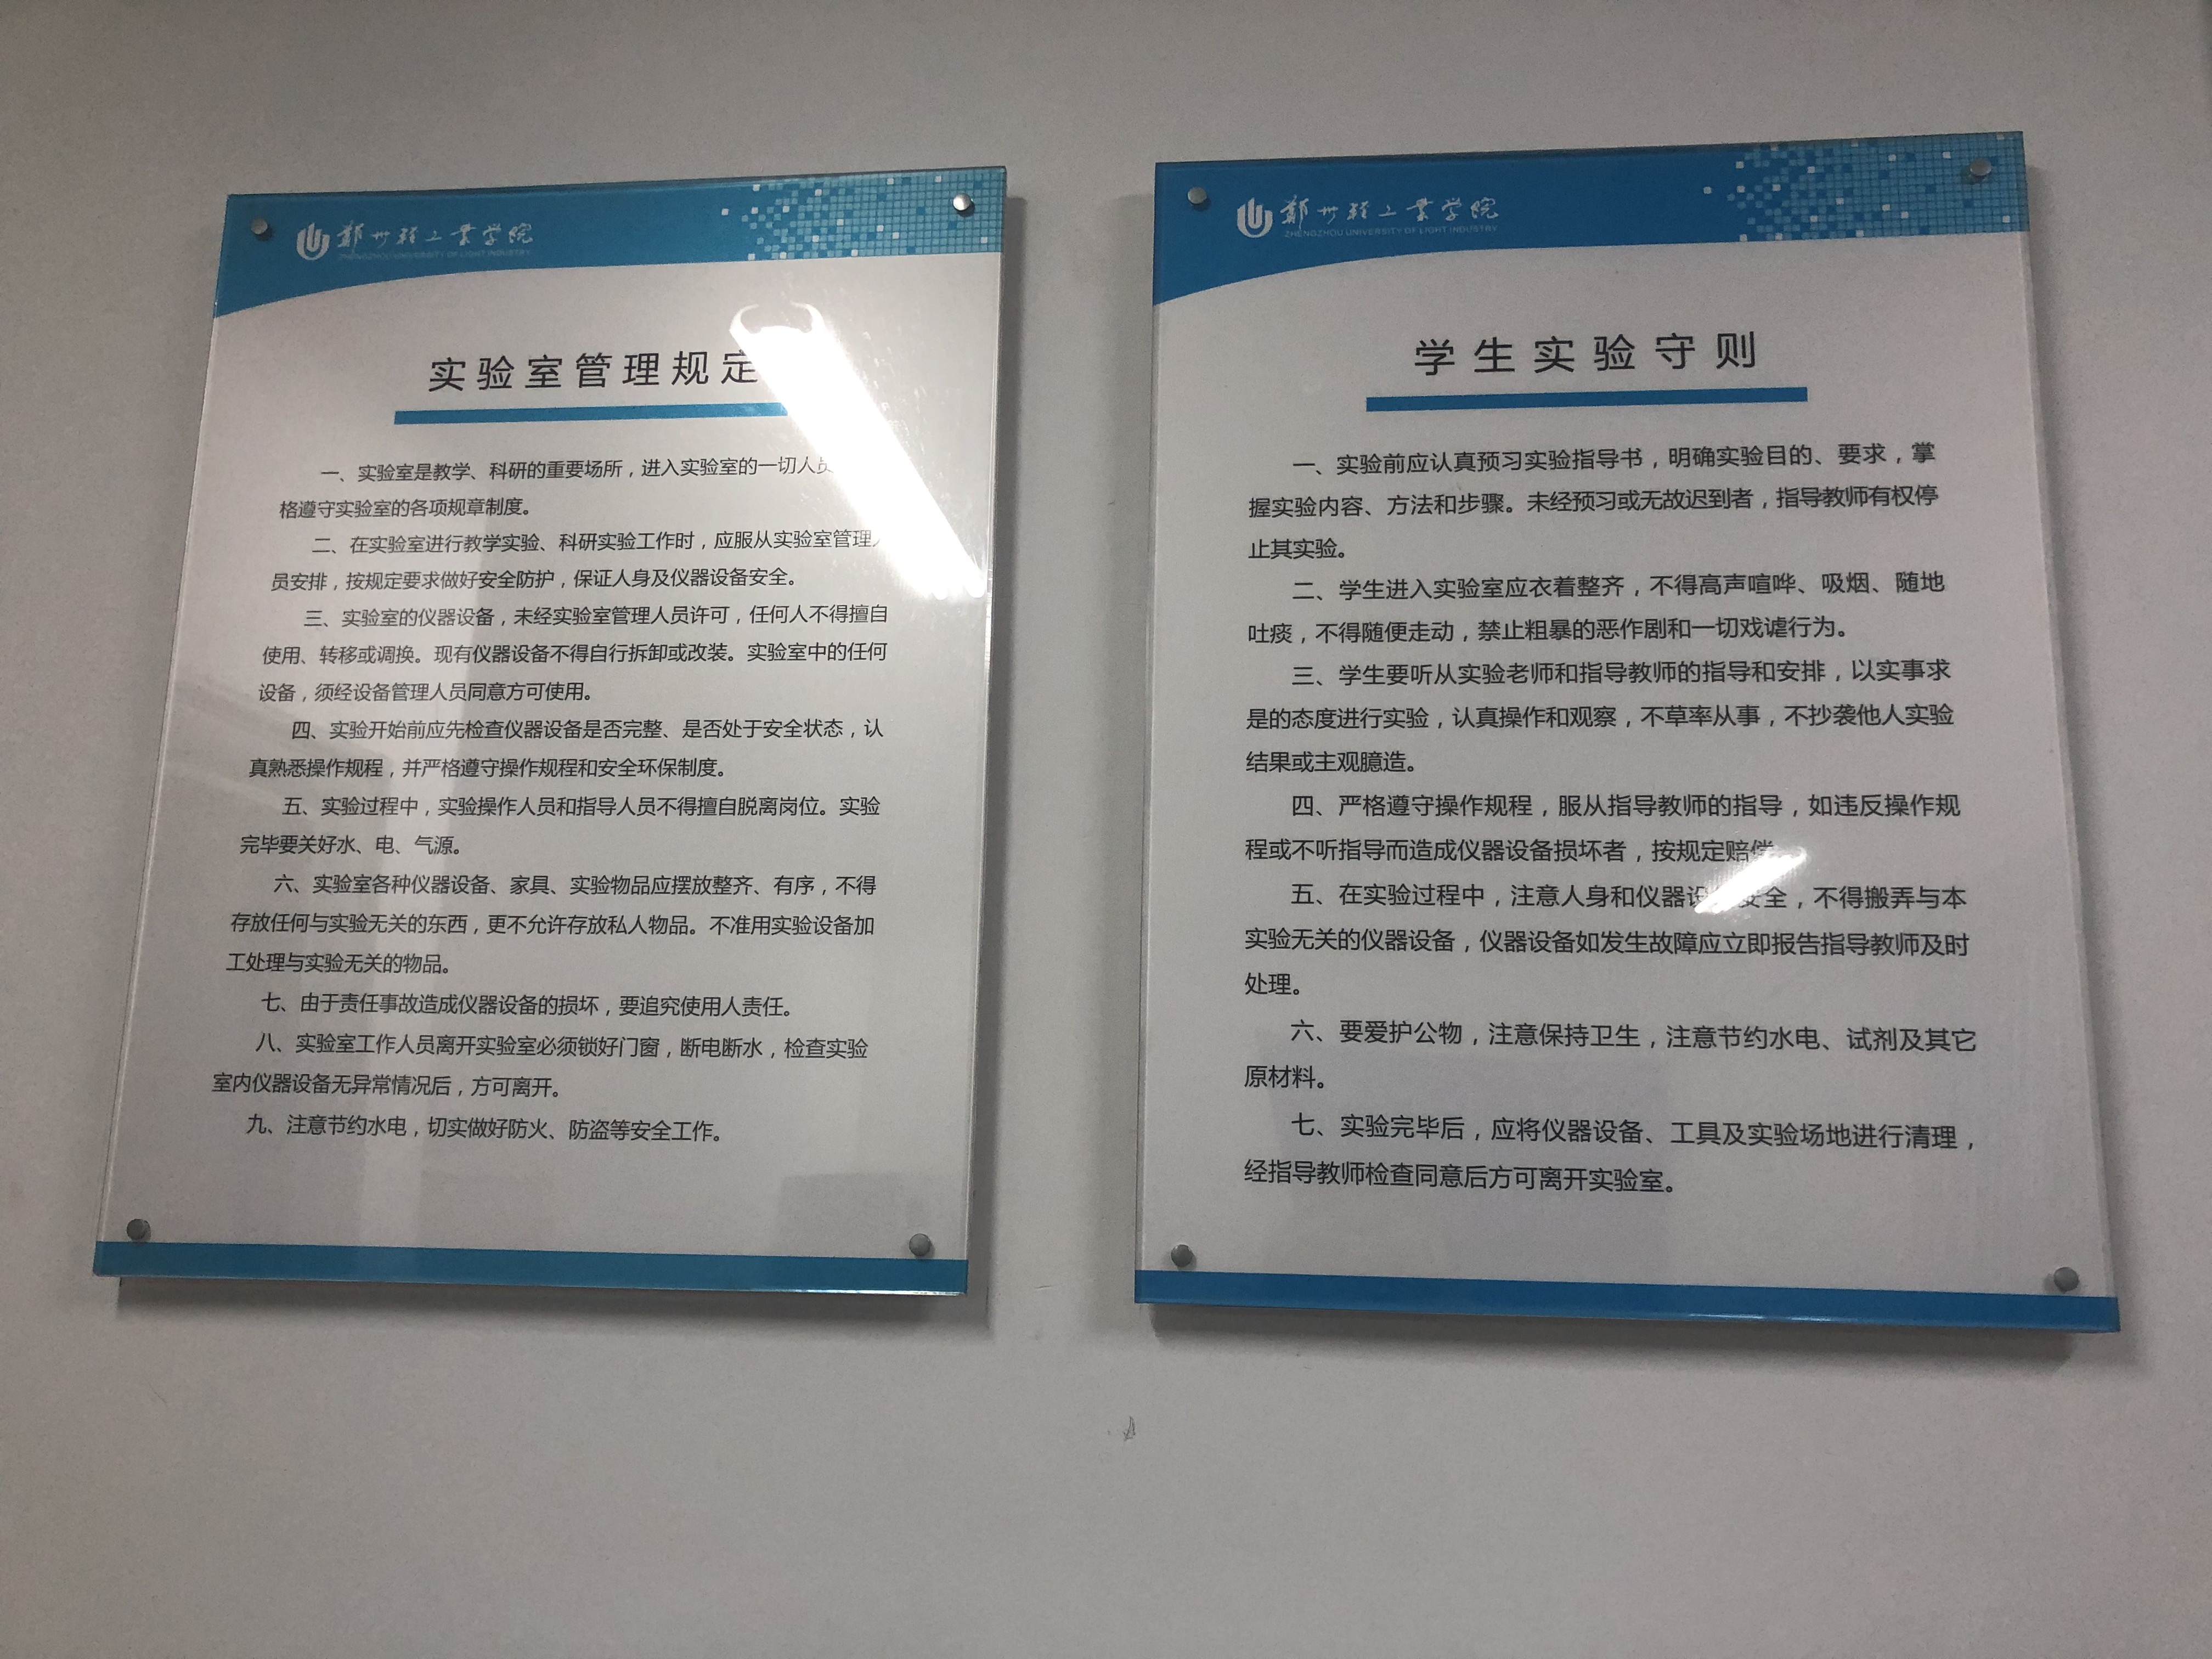 郑州轻工业学院
ZHENGZHOU UNIVERSITY OF LIGHT INDUSTRY
实验室管理规定
一、实验室是教学、科研的重要场所，进入实验室的一切人员
格遵守实验室的各项规章制度。
二、在实验室进行教学实验、科研实验工作时，应服从实验室管理人
员安排，按规定要求做好安全防护，保证人身及仪器设备安全。
三、实验室的仪器设备，未经实验室管理人员许可，任何人不得擅自
使用、转移或调换。现有仪器设备不得自行拆卸或改装。实验室中的任何
设备，须经设备管理人员同意方可使用。
四、实验开始前应先检查仪器设备是否完整、是否处于安全状态，认
真熟悉操作规程，并严格遵守操作规程和安全环保制度。
五、实验过程中，实验操作人员和指导人员不得擅自脱离岗位。实验
完毕要关好水、电、气源。
六、实验室各种仪器设备、家具、实验物品应摆放整齐、有序，不得
存放任何与实验无关的东西，更不允许存放私人物品。不准用实验设备加
工处理与实验无关的物品。
七、由于责任事故造成仪器设备的损坏，要追究使用人责任。
八、实验室工作人员离开实验室必须锁好门窗，断电断水，检查实验
室内仪器设备无异常情况后，方可离开。
九、注意节约水电，切实做好防火、防盗等安全工作。
郑州轻工业学院
ZHENGZHOU UNIVERSITY OF LIGHT INDUSTRY
学生实验守则
一、实验前应认真预习实验指导书，明确实验目的、要求，掌
握实验内容、方法和步骤。未经预习或无故迟到者，指导教师有权停
止其实验。
二、学生进入实验室应衣着整齐，不得高声喧哗、吸烟、随地
吐痰，不得随便走动，禁止粗暴的恶作剧和一切戏谑行为。
三、学生要听从实验老师和指导教师的指导和安排，以实事求
是的态度进行实验，认真操作和观察，不草率从事，不抄袭他人实验
结果或主观臆造。
四、严格遵守操作规程，服从指导教师的指导，如违反操作规
程或不听指导而造成仪器设备损坏者，按规定赔偿
五、在实验过程中，注意人身和仪器设安全，不得搬弄与本
实验无关的仪器设备，仪器设备如发生故障应立即报告指导教师及时
处理。
六、要爱护公物，注意保持卫生，注意节约水电、试剂及其它
原材料。
七、实验完毕后，应将仪器设备、工具及实验场地进行清理，
经指导教师检查同意后方可离开实验室。